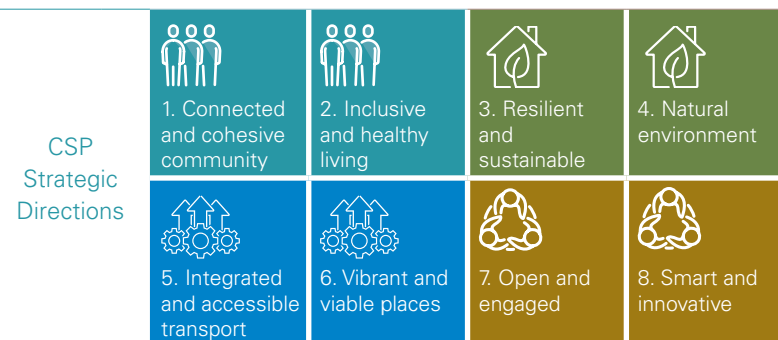 CSP
Strategic
Directions
1. Connected
and cohesive
community
2. Inclusive
and healthy
living
3. Resilient
and
sustainable
4. Natural
environment
5. Integrated
and accessible
transport
6. Vibrant and
viable places
7. Open and
engaged
8. Smart and
innovative